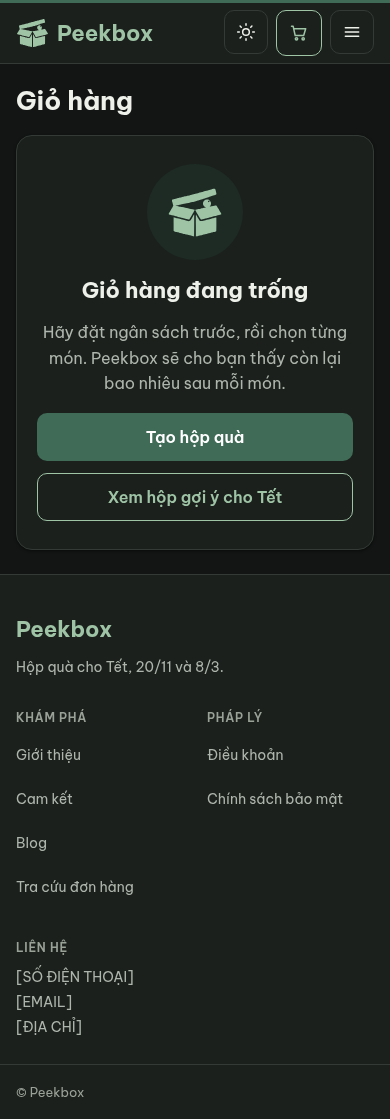 Peekbox
Giỏ hàng
Giỏ hàng đang trống
Hãy đặt ngân sách trước, rồi chọn từng
món. Peekbox sẽ cho bạn thấy còn lại
bao nhiêu sau mỗi món.
Tạo hộp quà
Xem hộp gợi ý cho Tết
Peekbox
Hộp quà cho Tết, 20/11 và 8/3.
KHÁM PHÁ
Giới thiệu
Cam kết
Blog
Tra cứu đơn hàng
PHÁP LÝ
Điều khoản
Chính sách bảo mật
LIÊN HỆ
[SỐ ĐIỆN THOẠI]
[EMAIL]
[ĐỊA CHỈ]
© Peekbox